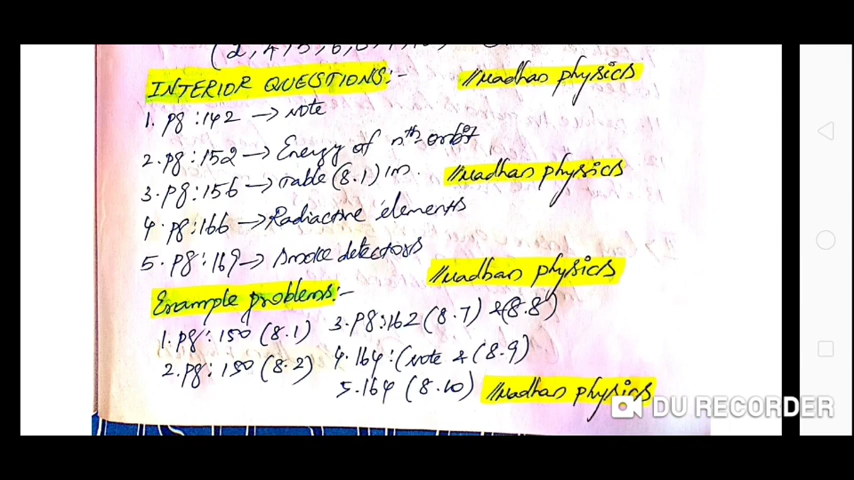 INTERIOR QUESTIONS:- //Madhan physics
1. pg:142 → note
2. pg:152 → Energy of nth orbit
3. pg:156 → Table (8.1) in. //Madhan physics
4. pg:166 → Radiactive elements
5. pg:169 → Smoke detectors
//Madhan physics
Example problems:-
1. pg: 150 (8.1) 3. pg:162 (8.7) & (8.8)
2. pg: 150 (8.2) 4. 164: (note & (8.9)
5. 164 (8.10) //Madhan physics
DU RECORDER